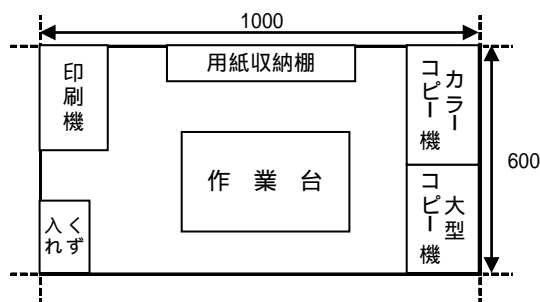 1000
印刷機
用紙収納棚
カラー
コピー機
600
作業台
くず
入れ
大型
コピー機